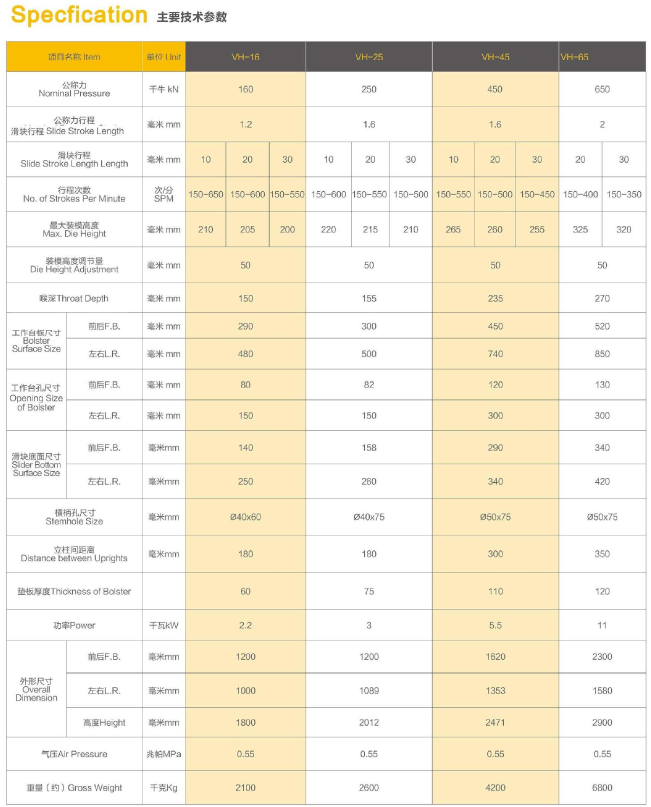 Specfication 主要技术参数
项目名称 Item 单位 Unit VH-16 VH-25 VH-45 VH-65
公称力
Nominal Pressure 千牛 kN 160 250 450 650
公称力行程
滑块行程 Slide Stroke Length 毫米 mm 1.2 1.6 1.6 2
滑块行程
Slide Stroke Length Length 毫米 mm 10 20 30 10 20 30 10 20 30 20 30
行程次数
No. of Strokes Per Minute 次/分
SPM 150-650 150-600 150-550 150-600 150-550 150-500 150-550 150-500 150-450 150-400 150-350
最大装模高度
Max. Die Height 毫米 mm 210 205 200 220 215 210 265 260 255 325 320
装模高度调节量
Die Height Adjustment 毫米 mm 50 50 50 50
喉深Throat Depth 毫米 mm 150 155 235 270
工作台板尺寸
Bolster
Surface Size
前后F.B. 毫米 mm 290 300 450 520
左右L.R. 毫米 mm 480 500 740 850
工作台孔尺寸
Opening Size
of Bolster
前后F.B. 毫米 mm 80 82 120 130
左右L.R. 毫米 mm 150 150 300 300
滑块底面尺寸
Slider Bottom
Surface Size
前后F.B. 毫米mm 140 158 290 340
左右L.R. 毫米mm 250 260 340 420
模柄孔尺寸
Stemhole Size 毫米mm Ø40x60 Ø40x75 Ø50x75 Ø50x75
立柱间距离
Distance between Uprights 毫米mm 180 180 300 350
垫板厚度Thickness of Bolster 60 75 110 120
功率Power 千瓦kW 2.2 3 5.5 11
外形尺寸
Overall
Dimension
前后F.B. 毫米mm 1200 1200 1620 2300
左右L.R. 毫米mm 1000 1089 1353 1580
高度Height 毫米mm 1800 2012 2471 2900
气压Air Pressure 兆帕MPa 0.55 0.55 0.55 0.55
重量（约）Gross Weight 千克Kg 2100 2600 4200 6800